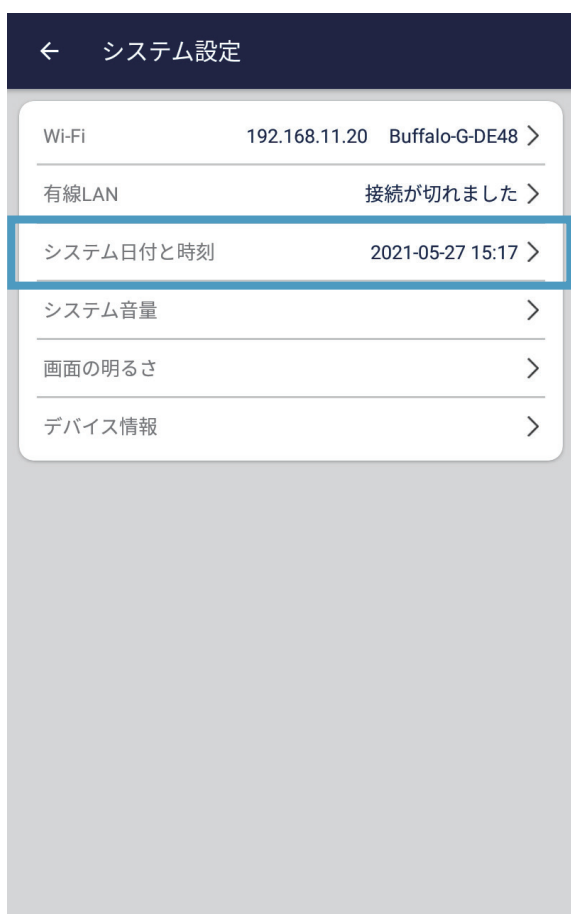 システム設定
Wi-Fi 192.168.11.20 Buffalo-G-DE48
有線LAN 接続が切れました
システム日付と時刻 2021-05-27 15:17
システム音量
画面の明るさ
デバイス情報